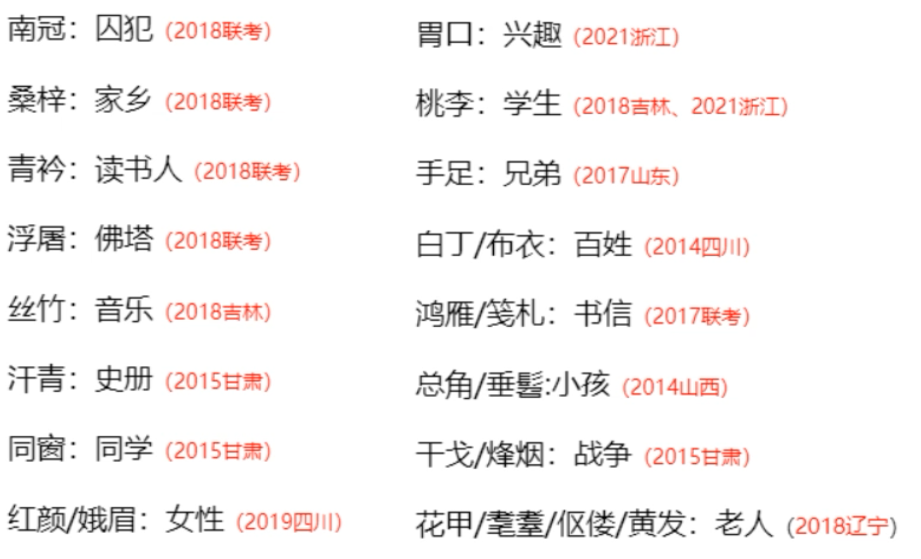 南冠：囚犯（2018联考）
桑梓：家乡（2018联考）
青衿：读书人（2018联考）
浮屠：佛塔（2018联考）
丝竹：音乐（2018吉林）
汗青：史册（2015甘肃）
同窗：同学（2015甘肃）
红颜/娥眉：女性（2019四川）
胃口：兴趣（2021浙江）
桃李：学生（2018吉林、2021浙江）
手足：兄弟（2017山东）
白丁/布衣：百姓（2014四川）
鸿雁/笺札：书信（2017联考）
总角/垂髫:小孩（2014山西）
干戈/烽烟：战争（2015甘肃）
花甲/耄耋/伛偻/黄发：老人（2018辽宁）